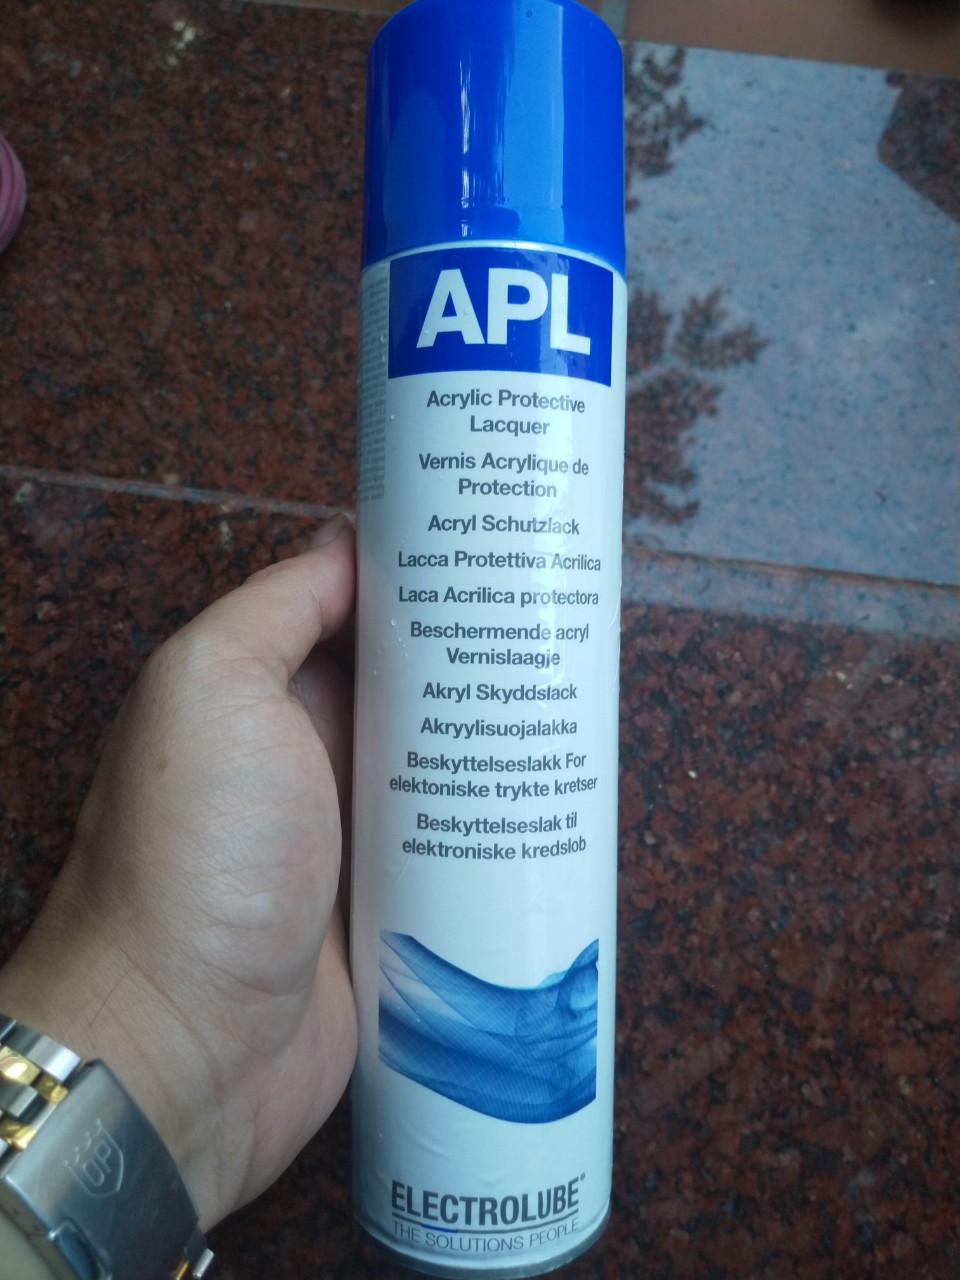 APL
Acrylic Protective
Lacquer
Vernis Acrylique de
Protection
Acryl Schutzlack
Lacca Protettiva Acrilica
Laca Acrilica protectora
Beschermende acryl
Vernislaagje
Akryl Skyddslack
Akryylisuojalakka
Beskyttelseslakk For
elektoniske trykte kretser
Beskyttelseslak til
elektroniske kredslob
ELECTROLUBE®
THE SOLUTIONS PEOPLE